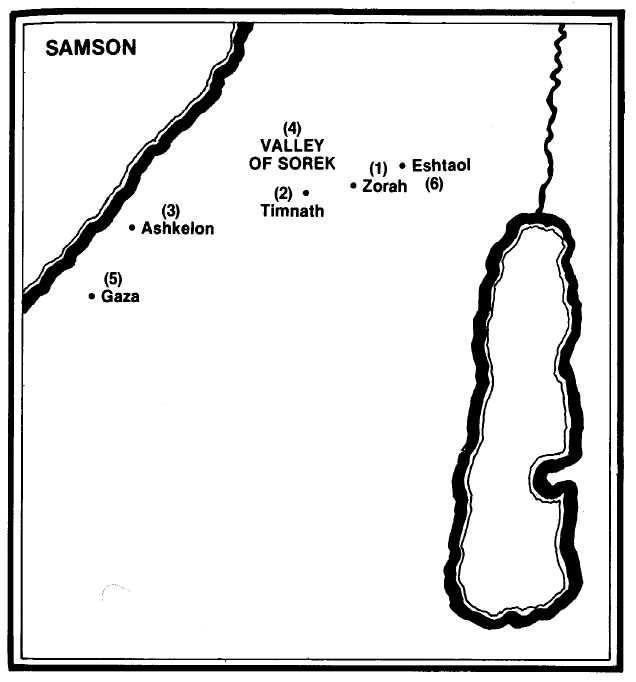 SAMSON
(4)
VALLEY
OF SOREK
(1)
• Eshtaol
• Zorah
(6)
(2) •
Timnath
(3)
• Ashkelon
(5)
• Gaza